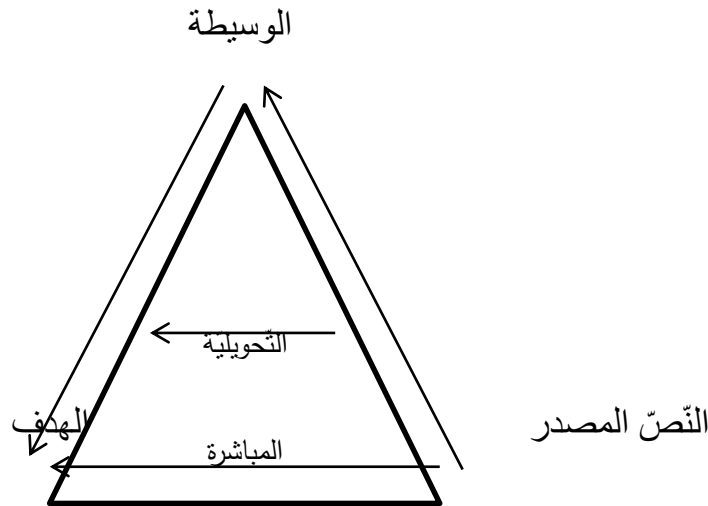 الوسيطة
التّحويليّة
النّصّ المصدر
الهدف
المباشرة